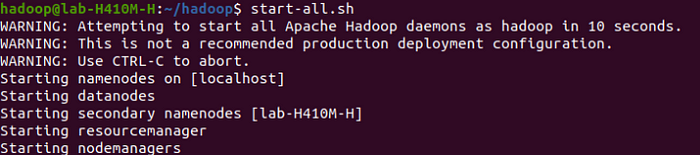 hadoop@lab-H410M-H:~/hadoop$ start-all.sh
WARNING: Attempting to start all Apache Hadoop daemons as hadoop in 10 seconds.
WARNING: This is not a recommended production deployment configuration.
WARNING: Use CTRL-C to abort.
Starting namenodes on [localhost]
Starting datanodes
Starting secondary namenodes [lab-H410M-H]
Starting resourcemanager
Starting nodemanagers